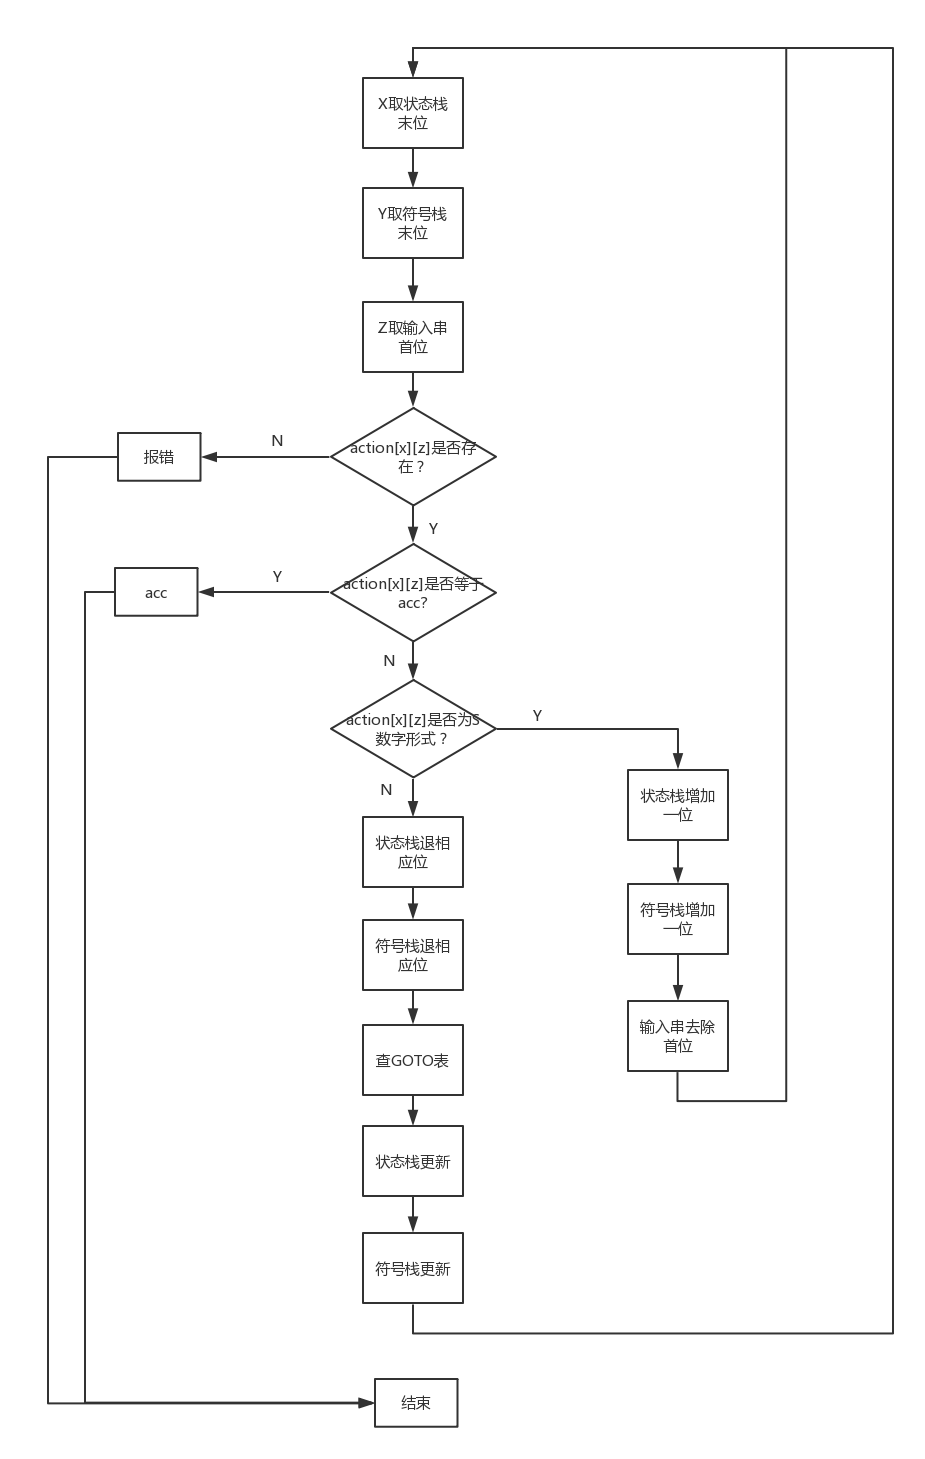 X取状态栈
末位
Y取符号栈
末位
Z取输入串
首位
action[x][z]是否存
在？
N
报错
Y
action[x][z]是否等于
acc?
Y
acc
N
action[x][z]是否为S
数字形式？
Y
N
状态栈增加
一位
符号栈增加
一位
输入串去除
首位
状态栈退相
应位
符号栈退相
应位
查GOTO表
状态栈更新
符号栈更新
结束